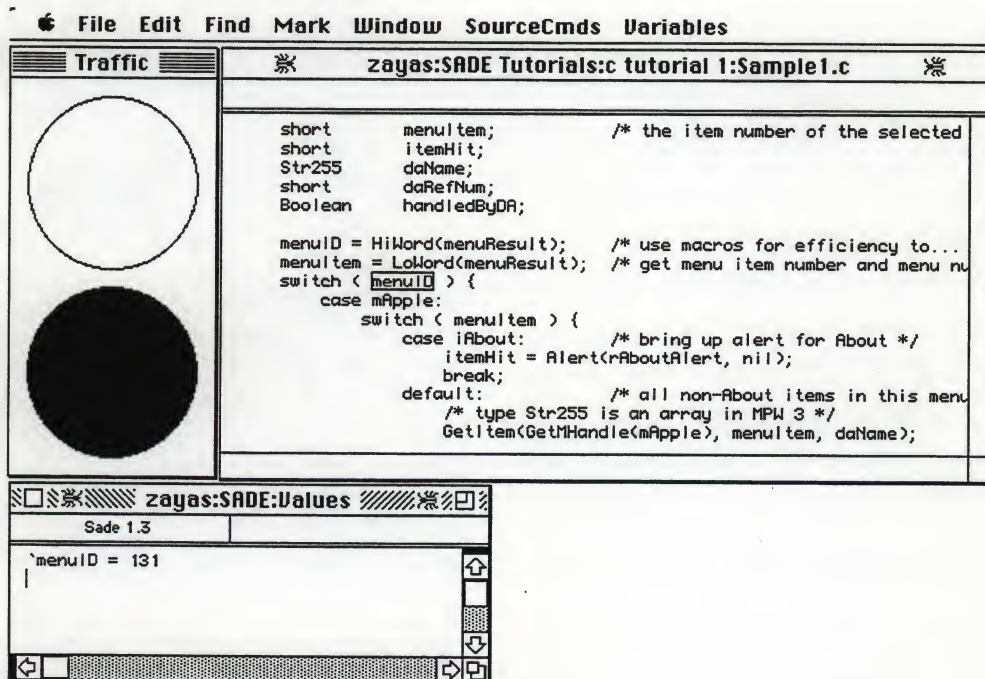 File Edit Find Mark Window SourceCmds Variables
Traffic
zayas:SADE Tutorials:c tutorial 1:Sample1.c
short menuItem; /* the item number of the selected
short itemHit;
Str255 daName;
short daRefNum;
Boolean handledByDA;
menuID = HiWord(menuResult); /* use macros for efficiency to...
menuItem = LoWord(menuResult); /* get menu item number and menu nu
switch ( menuID ) {
case mApple:
switch ( menuItem ) {
case iAbout: /* bring up alert for About */
itemHit = Alert(rAboutAlert, nil);
break;
default: /* all non-About items in this menu
/* type Str255 is an array in MPW 3 */
GetItem(GetMHandle(mApple), menuItem, daName);
zayas:SADE:Values
Sade 1.3
`menuID = 131